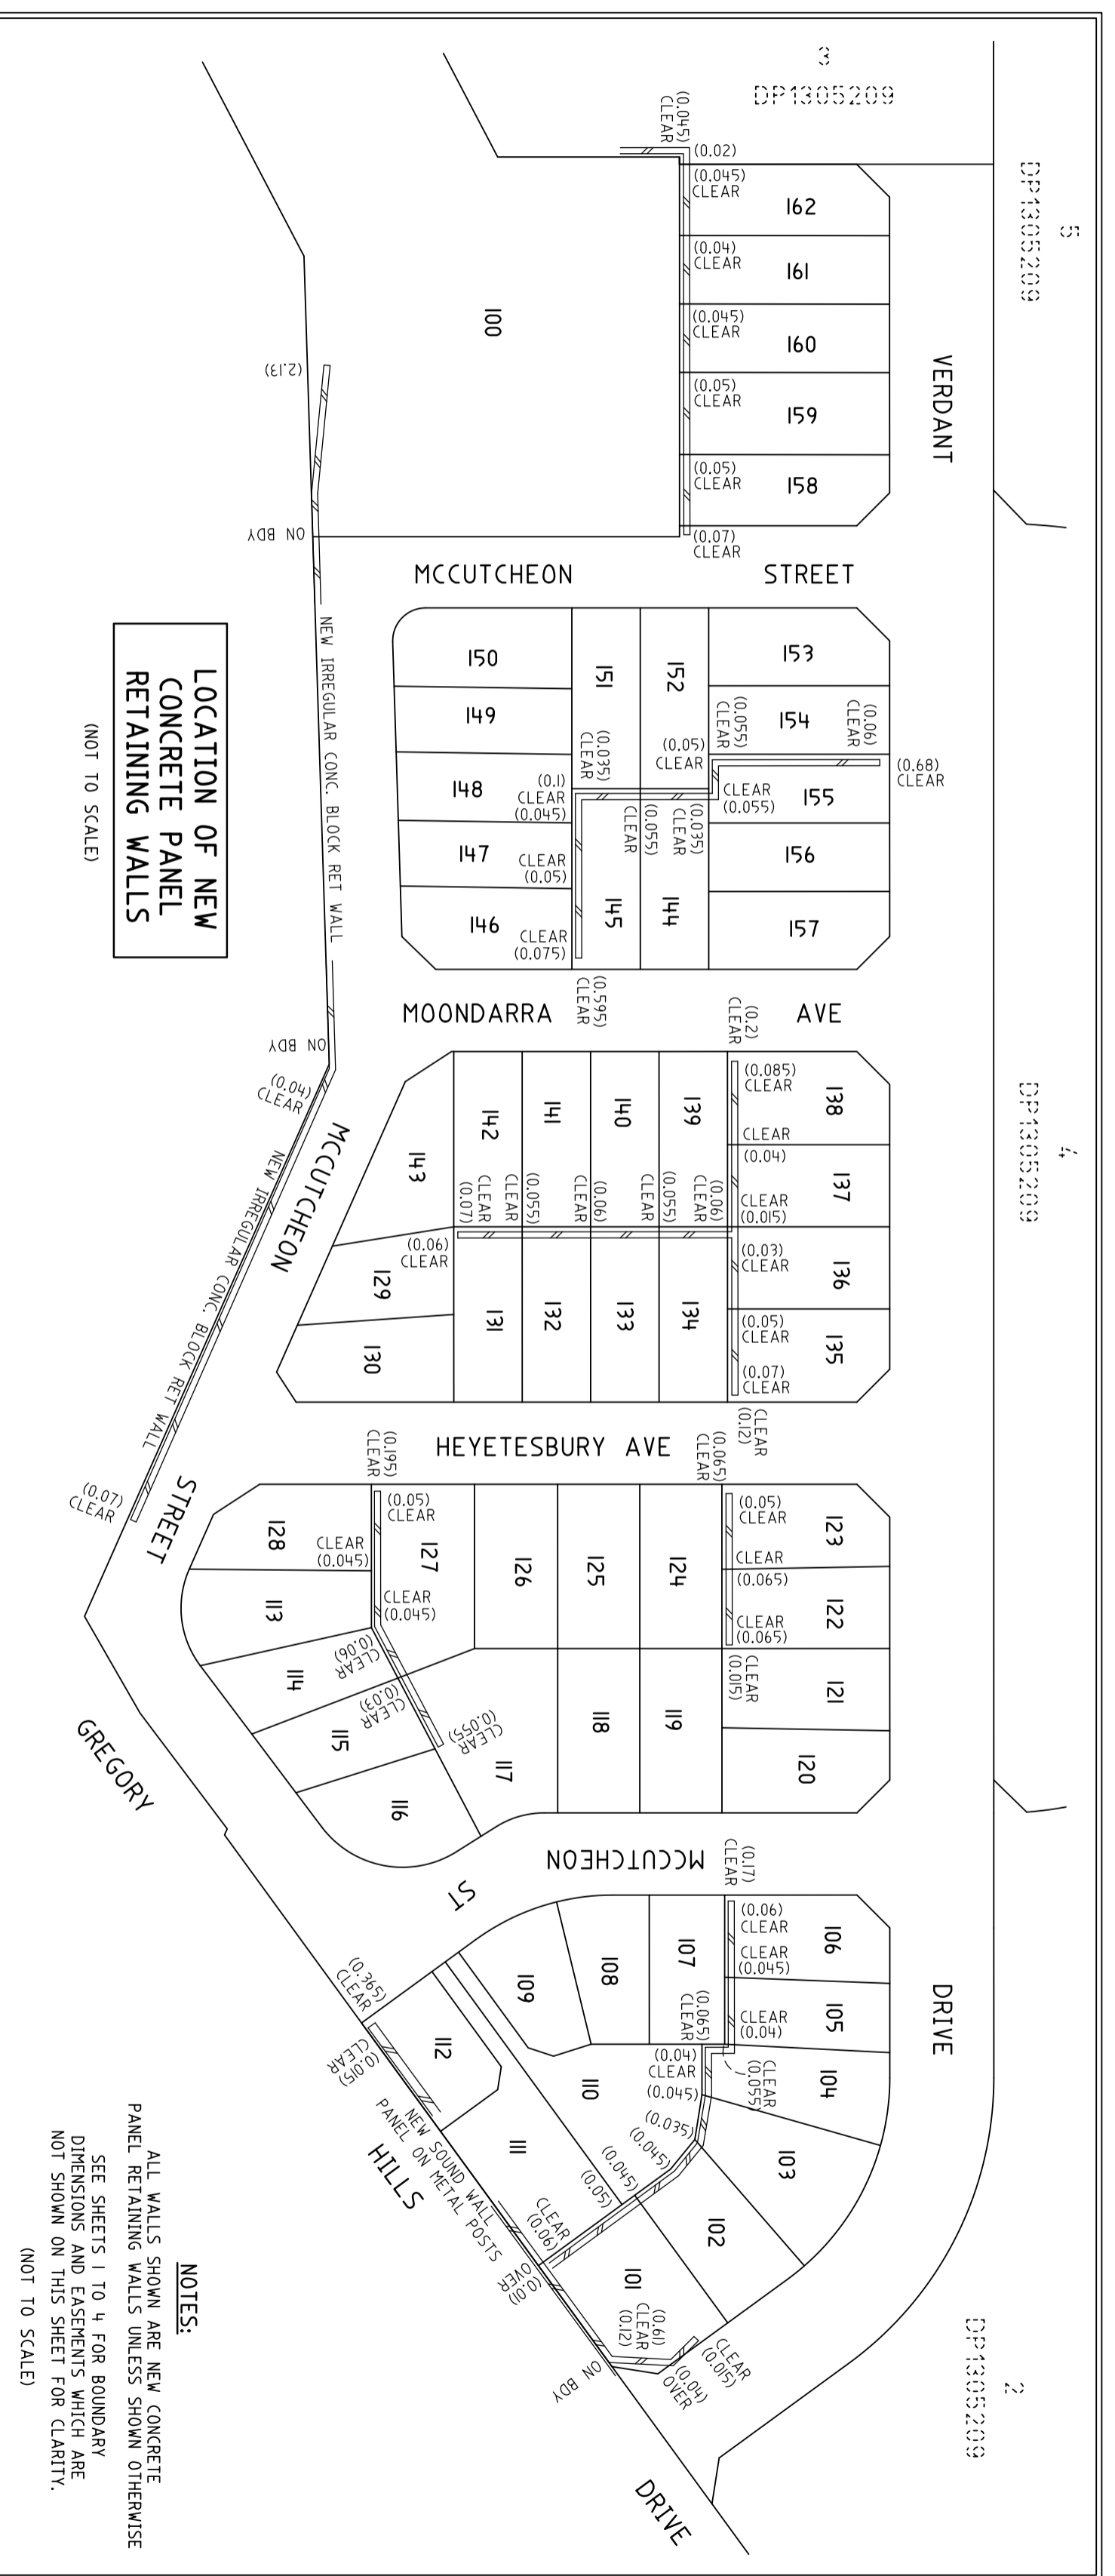 3
DP1305209
5
DP1305209
4
DP1305209
2
DP1305209
VERDANT
DRIVE
(0.045)
CLEAR
(0.02)
(0.045)
CLEAR
162
(0.04)
CLEAR
161
(0.045)
CLEAR
160
(0.05)
CLEAR
159
(0.05)
CLEAR
158
(0.07)
CLEAR
100
(2.13)
ON BDY
MCCUTCHEON
STREET
NEW IRREGULAR CONC. BLOCK RET WALL
150
149
148
147
146
151
152
153
154
155
156
157
145
144
(0.06)
CLEAR
(0.68)
CLEAR
(0.055)
CLEAR
(0.05)
CLEAR
CLEAR
(0.055)
(0.035)
CLEAR
(0.1)
CLEAR
(0.045)
(0.035)
CLEAR
(0.055)
CLEAR
CLEAR
(0.05)
CLEAR
(0.075)
(0.595)
CLEAR
MOONDARRA
AVE
(0.2)
CLEAR
ON BDY
(0.04)
CLEAR
MCCUTCHEON
STREET
NEW IRREGULAR CONC. BLOCK RET WALL
(0.07)
CLEAR
138
137
136
135
139
140
141
142
143
134
133
132
131
129
130
(0.085)
CLEAR
CLEAR
(0.04)
CLEAR
(0.015)
(0.03)
CLEAR
(0.05)
CLEAR
(0.07)
CLEAR
(0.06)
CLEAR
(0.055)
CLEAR
(0.06)
CLEAR
(0.055)
CLEAR
CLEAR
(0.07)
(0.06)
CLEAR
CLEAR
(0.12)
HEYETESBURY AVE
(0.065)
CLEAR
(0.195)
CLEAR
123
122
121
120
124
125
126
127
128
113
114
115
116
117
118
119
(0.05)
CLEAR
CLEAR
(0.065)
CLEAR
(0.065)
CLEAR
(0.015)
(0.05)
CLEAR
CLEAR
(0.045)
CLEAR
(0.045)
(0.06)
CLEAR
(0.03)
CLEAR
(0.055)
CLEAR
MCCUTCHEON
ST
(0.17)
CLEAR
GREGORY
HILLS
DRIVE
106
105
104
103
102
101
107
108
109
110
111
112
(0.06)
CLEAR
CLEAR
(0.045)
CLEAR
(0.04)
(0.065)
CLEAR
CLEAR
(0.055)
(0.04)
CLEAR
(0.045)
(0.035)
(0.045)
(0.045)
(0.05)
CLEAR
(0.06)
(0.365)
CLEAR
(0.015)
CLEAR
NEW SOUND WALL
PANEL ON METAL POSTS
(0.01)
OVER
(0.61)
CLEAR
(0.12)
CLEAR
(0.015)
(0.04)
OVER
ON BDY
LOCATION OF NEW
CONCRETE PANEL
RETAINING WALLS
(NOT TO SCALE)
NOTES:
ALL WALLS SHOWN ARE NEW CONCRETE
PANEL RETAINING WALLS UNLESS SHOWN OTHERWISE
SEE SHEETS 1 TO 4 FOR BOUNDARY
DIMENSIONS AND EASEMENTS WHICH ARE
NOT SHOWN ON THIS SHEET FOR CLARITY.
(NOT TO SCALE)